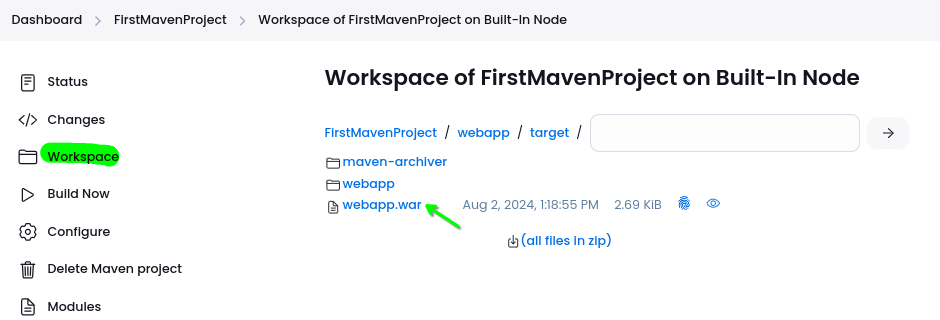 Dashboard > FirstMavenProject > Workspace of FirstMavenProject on Built-In Node
Status
Changes
Workspace
Build Now
Configure
Delete Maven project
Modules
Workspace of FirstMavenProject on Built-In Node
FirstMavenProject / webapp / target /
maven-archiver
webapp
webapp.war Aug 2, 2024, 1:18:55 PM 2.69 KiB
(all files in zip)